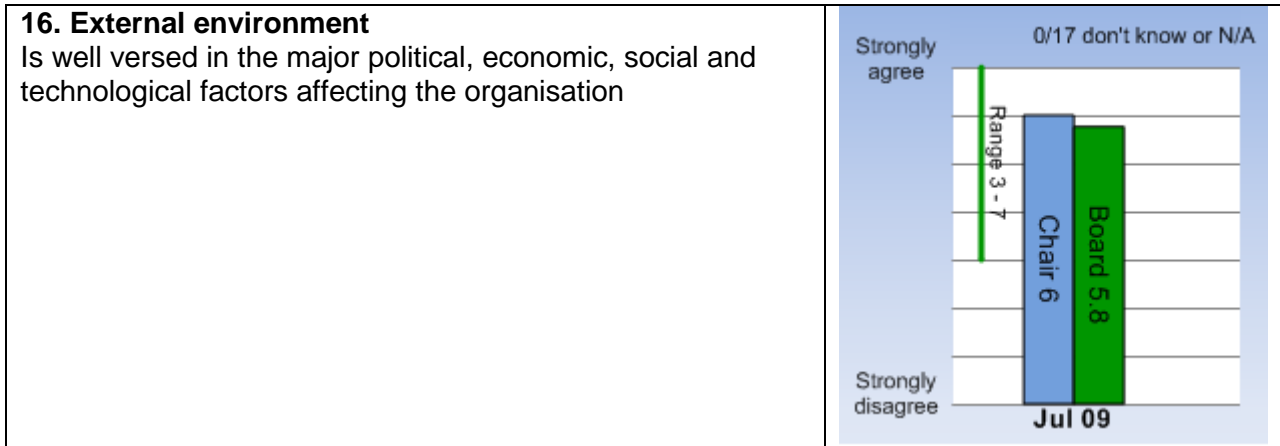 16. External environment
Is well versed in the major political, economic, social and
technological factors affecting the organisation
0/17 don't know or N/A
Strongly
agree
Range 3 - 7
Chair 6
Board 5.8
Strongly
disagree
Jul 09